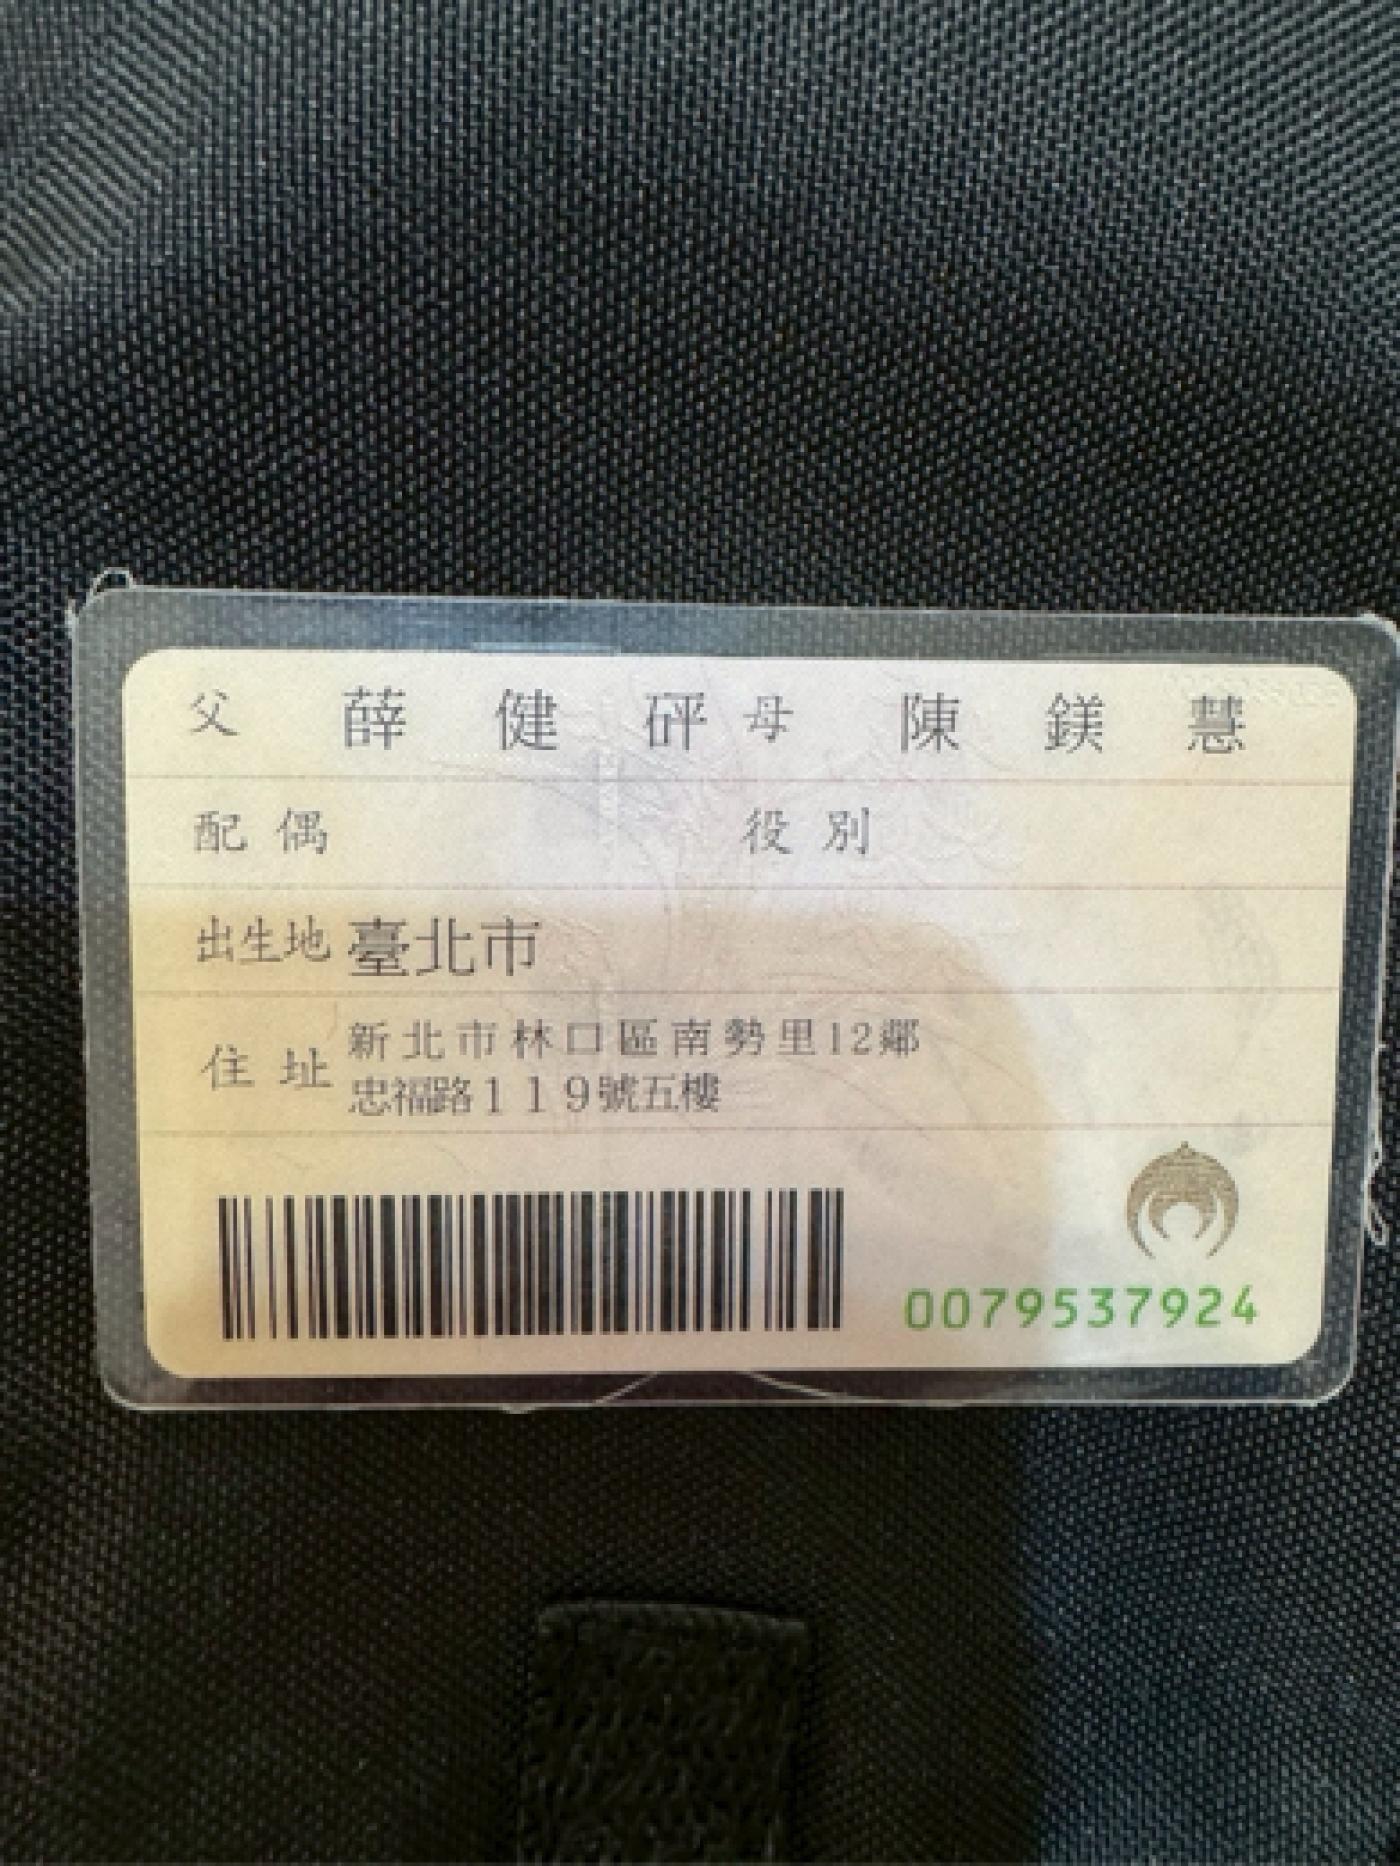 父 薛健砰 母 陳鎂慧
配偶 役別
出生地 臺北市
住址 新北市林口區南勢里12鄰
忠福路119號五樓
0079537924